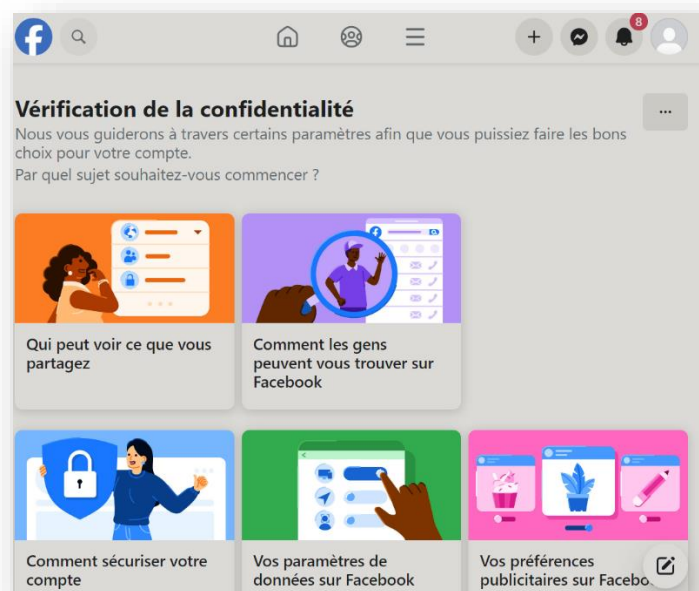 8
Vérification de la confidentialité
Nous vous guiderons à travers certains paramètres afin que vous puissiez faire les bons
choix pour votre compte.
Par quel sujet souhaitez-vous commencer ?
Qui peut voir ce que vous
partagez
Comment les gens
peuvent vous trouver sur
Facebook
Comment sécuriser votre
compte
Vos paramètres de
données sur Facebook
Vos préférences
publicitaires sur